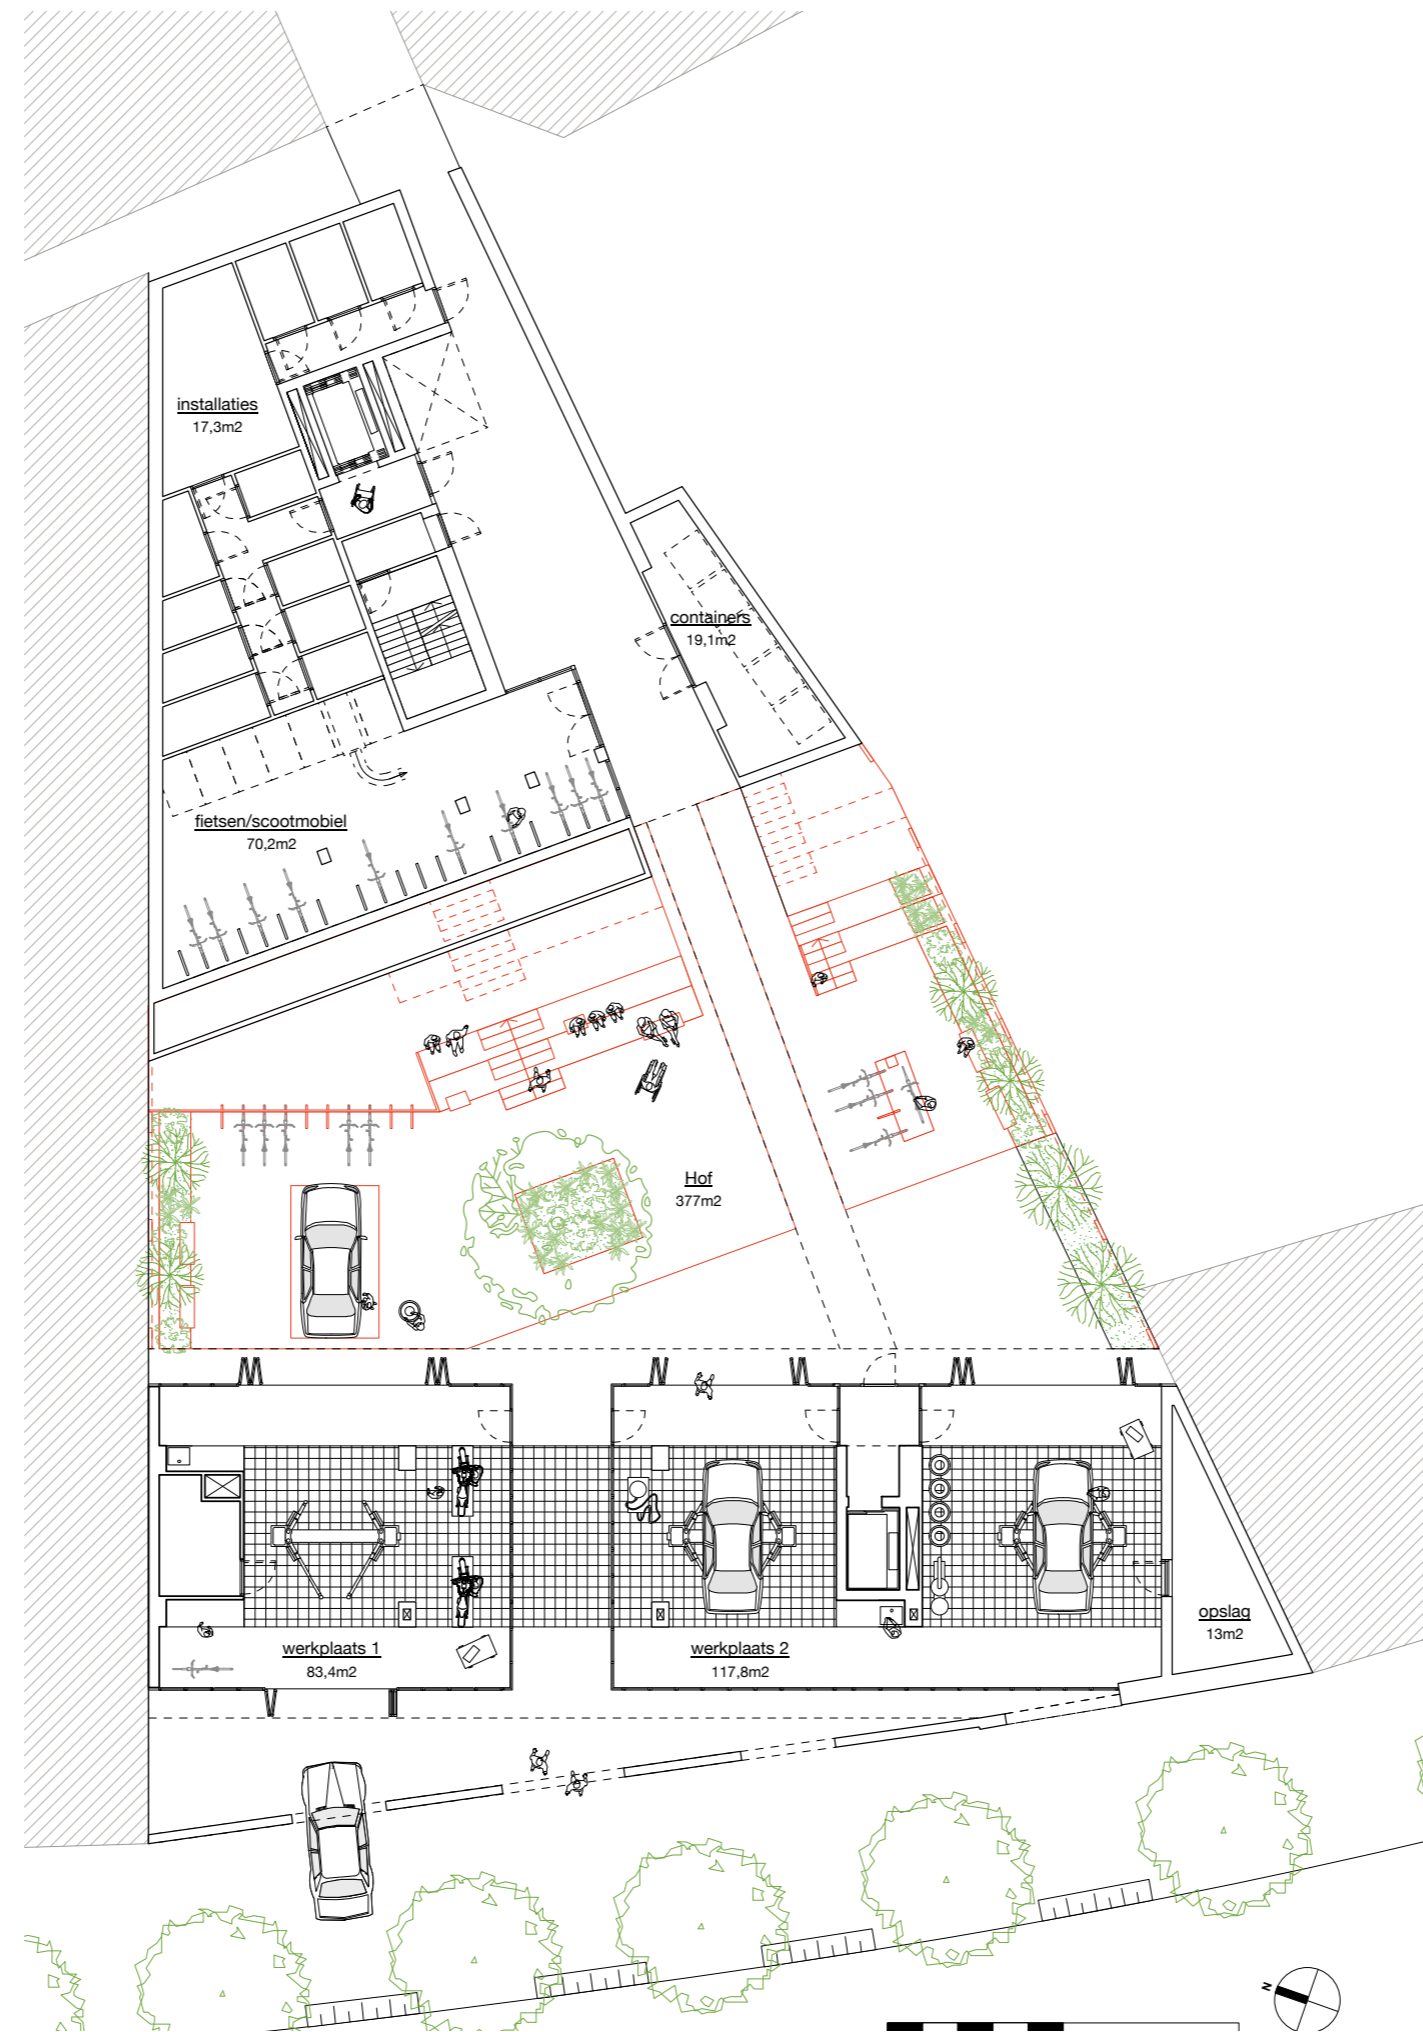 installaties
17,3m2
containers
19,1m2
fietsen/scootmobiel
70,2m2
Hof
377m2
werkplaats 1
83,4m2
werkplaats 2
117,8m2
opslag
13m2
N